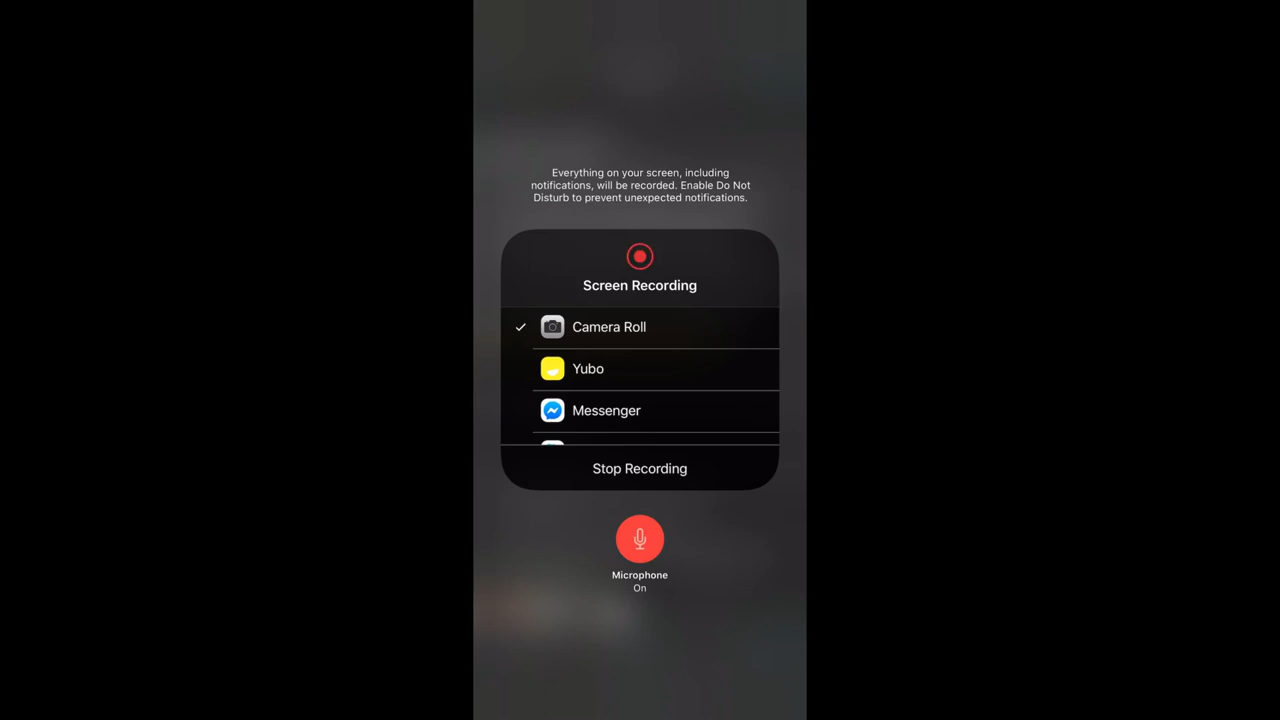 Everything on your screen, including
notifications, will be recorded. Enable Do Not
Disturb to prevent unexpected notifications.
Screen Recording
Camera Roll
Yubo
Messenger
Stop Recording
Microphone
On